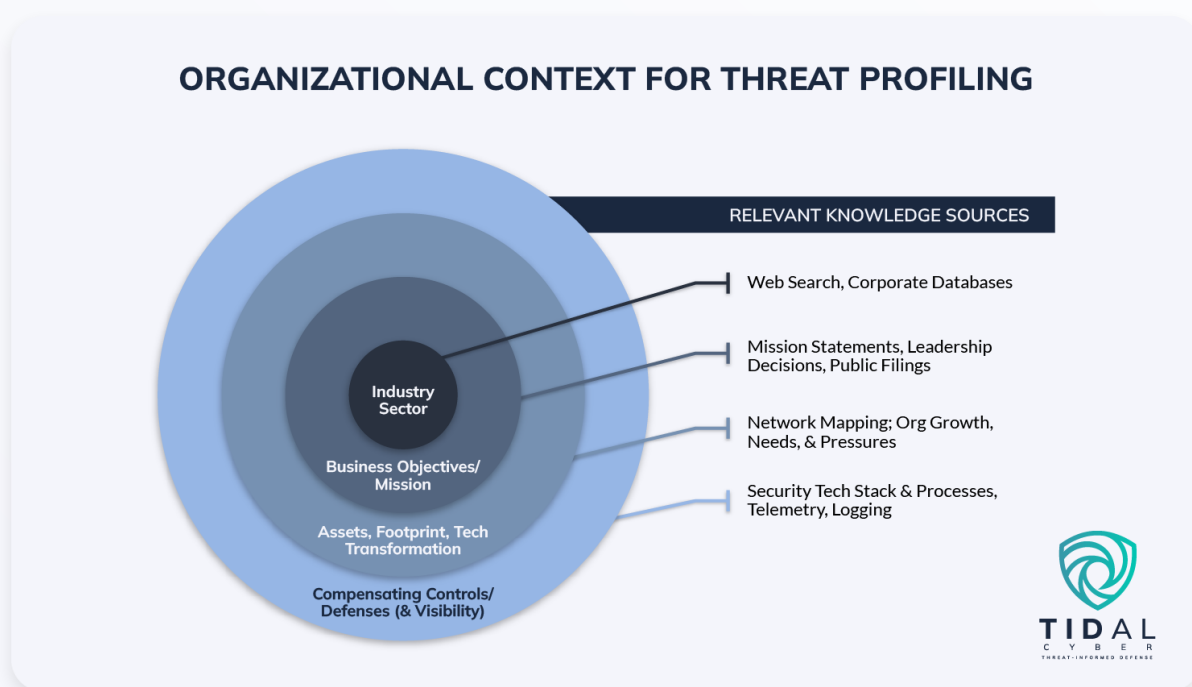 ORGANIZATIONAL CONTEXT FOR THREAT PROFILING
RELEVANT KNOWLEDGE SOURCES
Web Search, Corporate Databases
Mission Statements, Leadership
Decisions, Public Filings
Network Mapping; Org Growth,
Needs, & Pressures
Security Tech Stack & Processes,
Telemetry, Logging
Industry
Sector
Business Objectives/
Mission
Assets, Footprint, Tech
Transformation
Compensating Controls/
Defenses (& Visibility)
TIDAL
CYBER
THREAT-INFORMED DEFENSE